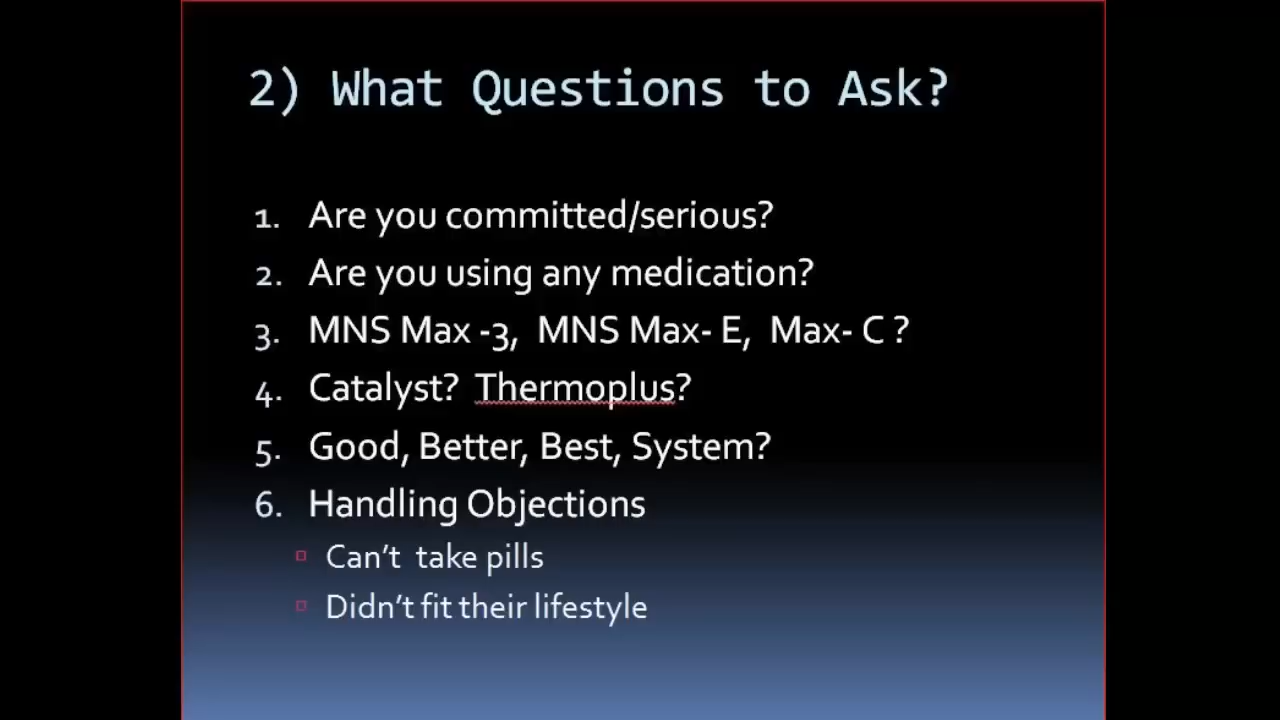 2) What Questions to Ask?
1. Are you committed/serious?
2. Are you using any medication?
3. MNS Max -3,  MNS Max- E,  Max- C ?
4. Catalyst?  Thermoplus?
5. Good, Better, Best, System?
6. Handling Objections
Can't  take pills
Didn't fit their lifestyle